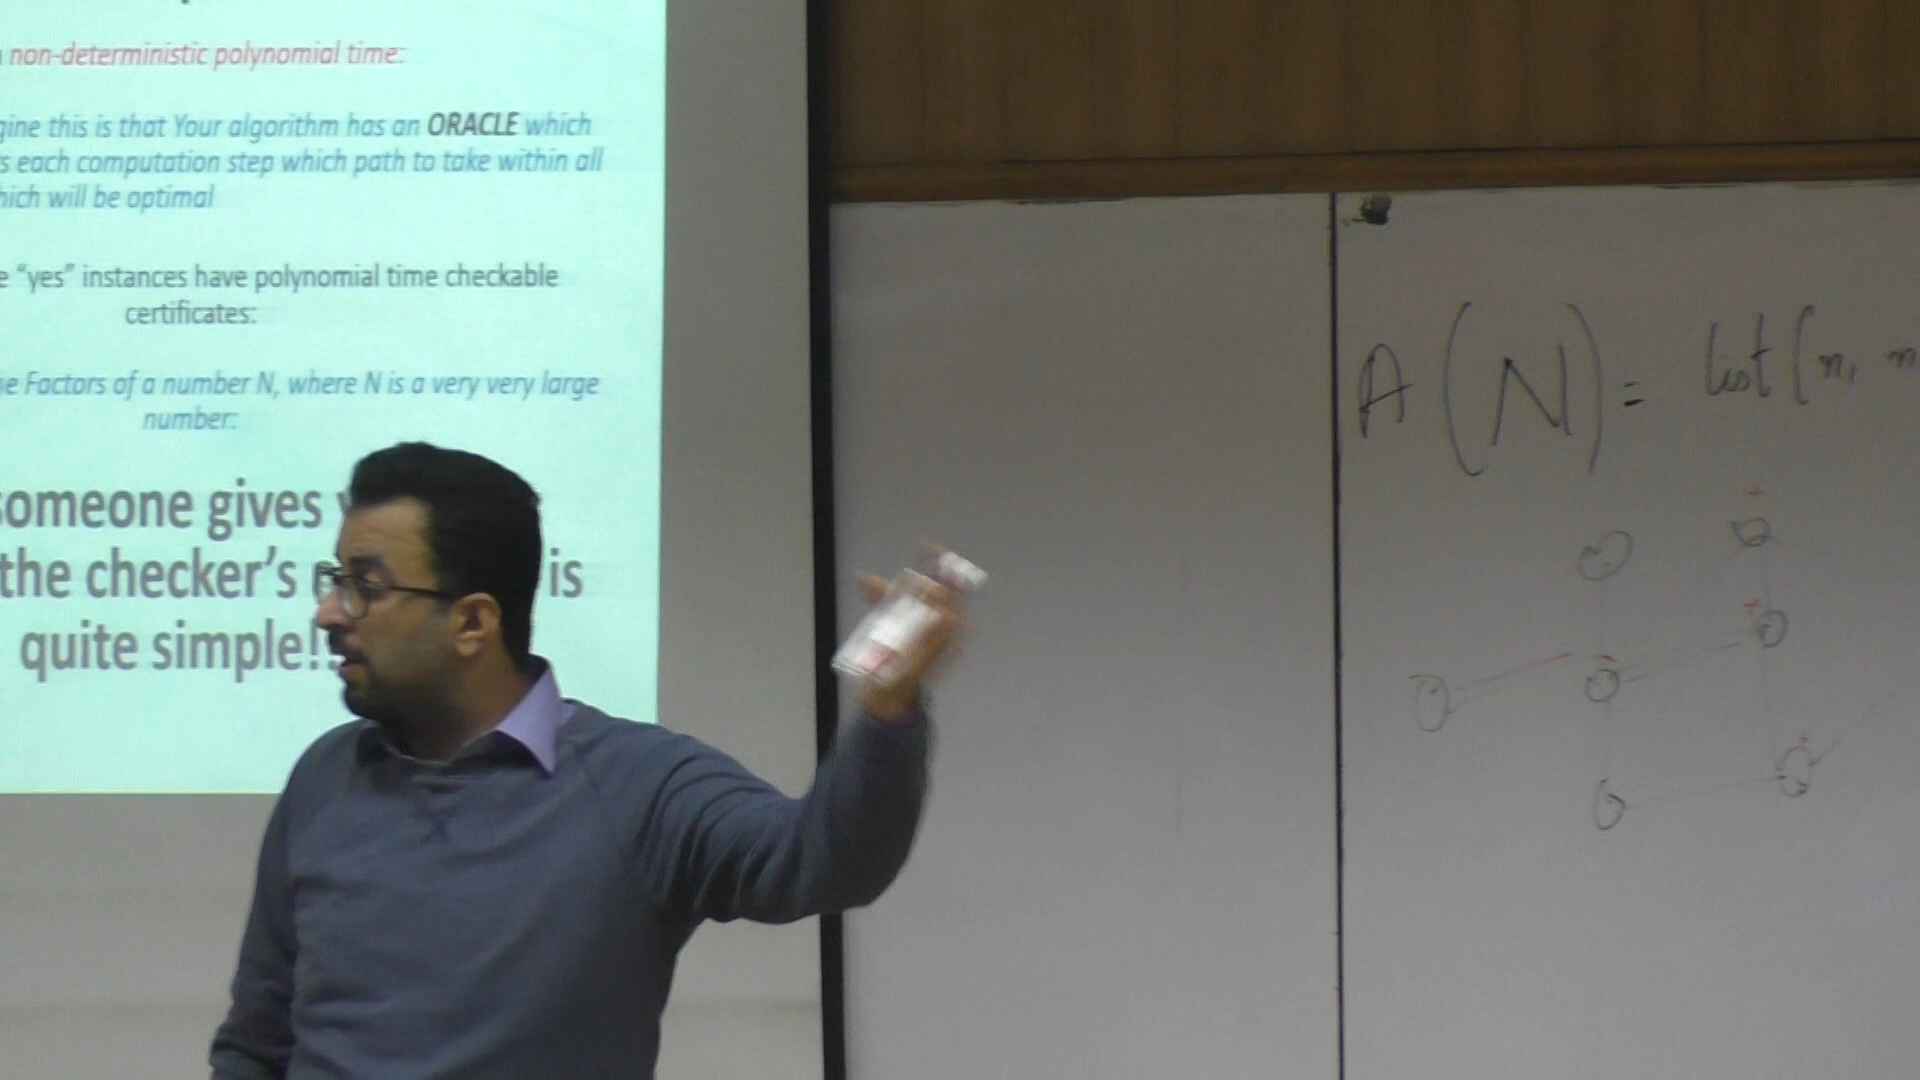 non-deterministic polynomial time:
gine this is that Your algorithm has an ORACLE which
s each computation step which path to take within all
hich will be optimal
e “yes” instances have polynomial time checkable
certificates:
e Factors of a number N, where N is a very very large
number:
someone gives
the checker’s is
quite simple!!
A (N) = list (n, n